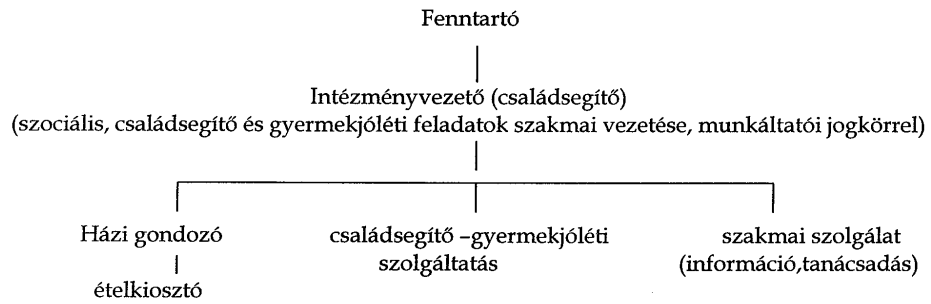 Fenntartó
Intézményvezető (családsegítő)
(szociális, családsegítő és gyermekjóléti feladatok szakmai vezetése, munkáltatói jogkörrel)
Házi gondozó
családsegítő –gyermekjóléti
szolgáltatás
szakmai szolgálat
(információ,tanácsadás)
ételkiosztó